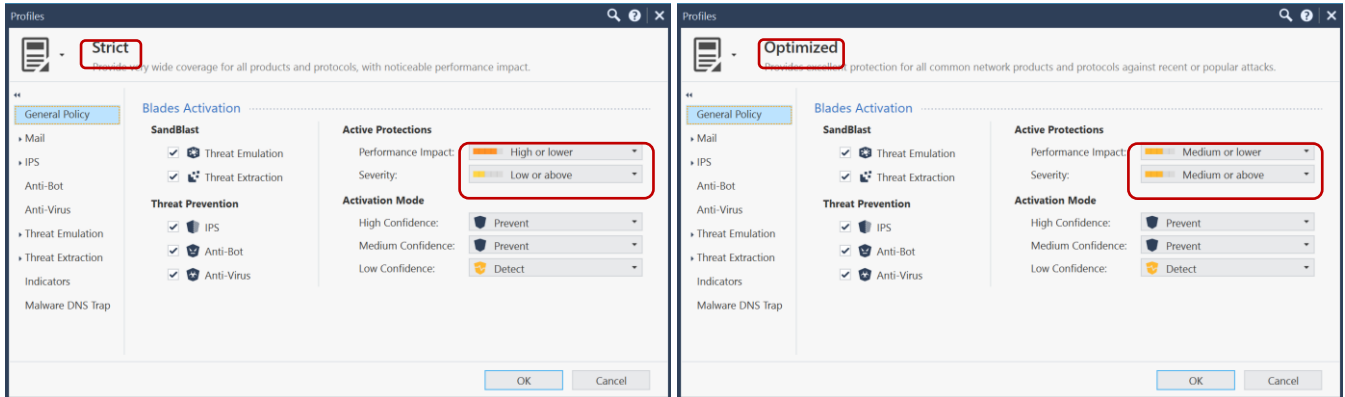 Profiles
Strict
Provide very wide coverage for all products and protocols, with noticeable performance impact.
General Policy
Mail
IPS
Anti-Bot
Anti-Virus
Threat Emulation
Threat Extraction
Indicators
Malware DNS Trap
Blades Activation
SandBlast
Threat Emulation
Threat Extraction
Threat Prevention
IPS
Anti-Bot
Anti-Virus
Active Protections
Performance Impact: High or lower
Severity: Low or above
Activation Mode
High Confidence: Prevent
Medium Confidence: Prevent
Low Confidence: Detect
OK Cancel
Profiles
Optimized
Provides excellent protection for all common network products and protocols against recent or popular attacks.
General Policy
Mail
IPS
Anti-Bot
Anti-Virus
Threat Emulation
Threat Extraction
Indicators
Malware DNS Trap
Blades Activation
SandBlast
Threat Emulation
Threat Extraction
Threat Prevention
IPS
Anti-Bot
Anti-Virus
Active Protections
Performance Impact: Medium or lower
Severity: Medium or above
Activation Mode
High Confidence: Prevent
Medium Confidence: Prevent
Low Confidence: Detect
OK Cancel